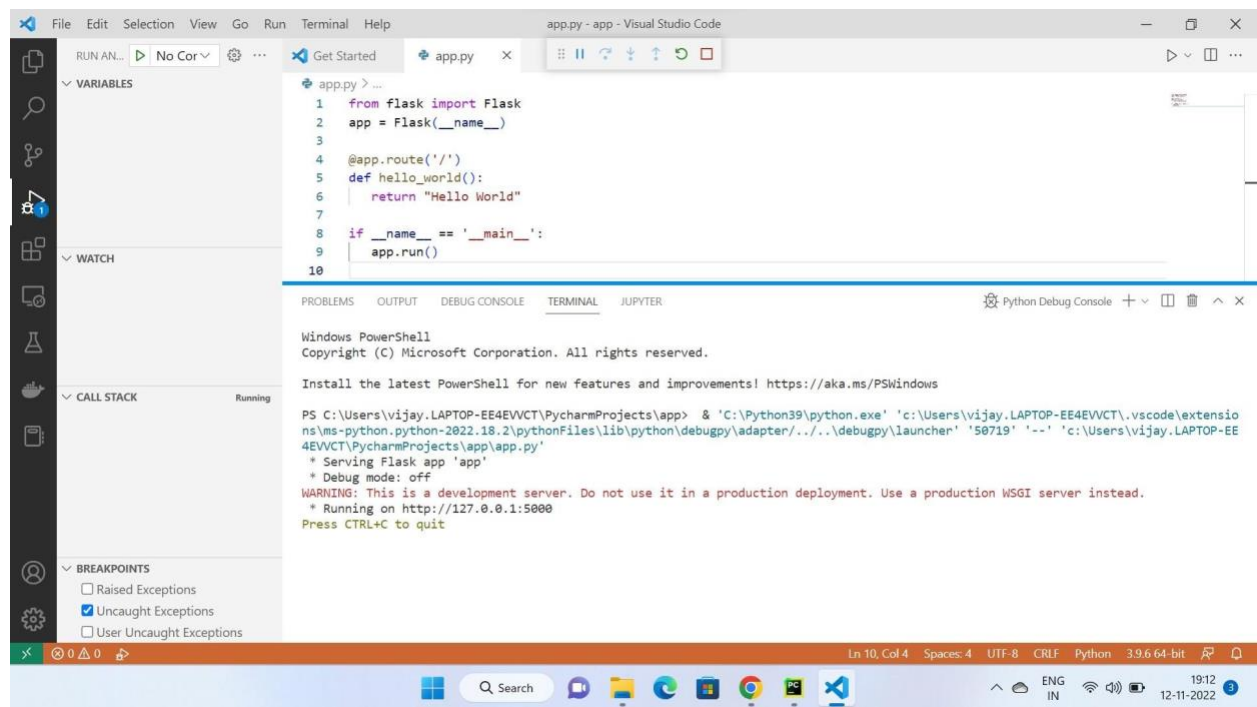 File Edit Selection View Go Run Terminal Help
app.py - app - Visual Studio Code
RUN AN... No Cor
Get Started
app.py
VARIABLES
app.py > ...
1 from flask import Flask
2 app = Flask(__name__)
3
4 @app.route('/')
5 def hello_world():
6 return "Hello World"
7
8 if __name__ == '__main__':
9 app.run()
10
WATCH
PROBLEMS OUTPUT DEBUG CONSOLE TERMINAL JUPYTER
Python Debug Console
Windows PowerShell
Copyright (C) Microsoft Corporation. All rights reserved.
Install the latest PowerShell for new features and improvements! https://aka.ms/PSWindows
CALL STACK Running
PS C:\Users\vijay.LAPTOP-EE4EVVCT\PycharmProjects\app> & 'C:\Python39\python.exe' 'c:\Users\vijay.LAPTOP-EE4EVVCT\.vscode\extensio
ns\ms-python.python-2022.18.2\pythonFiles\lib\python\debugpy\adapter/../..\debugpy\launcher' '50719' '--' 'c:\Users\vijay.LAPTOP-EE
4EVVCT\PycharmProjects\app\app.py'
* Serving Flask app 'app'
* Debug mode: off
WARNING: This is a development server. Do not use it in a production deployment. Use a production WSGI server instead.
* Running on http://127.0.0.1:5000
Press CTRL+C to quit
BREAKPOINTS
Raised Exceptions
Uncaught Exceptions
User Uncaught Exceptions
0 0
Ln 10, Col 4 Spaces: 4 UTF-8 CRLF Python 3.9.6 64-bit
Search
ENG
IN
19:12
12-11-2022
3
1